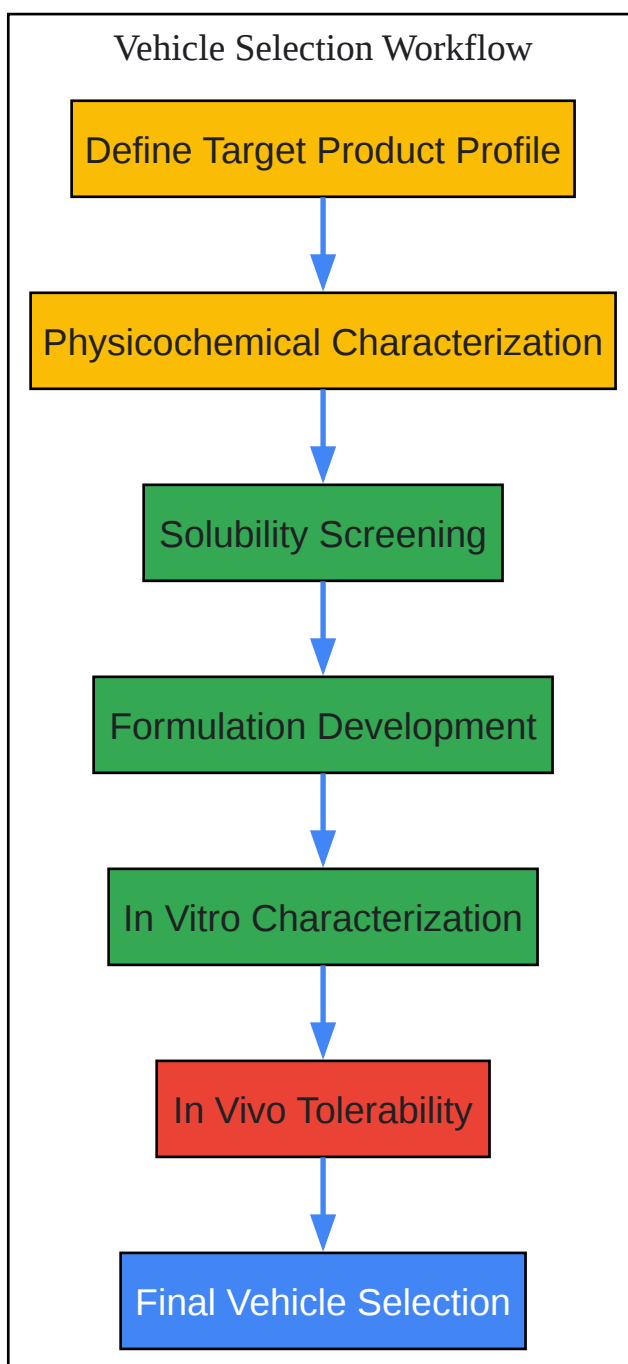 Vehicle Selection Workflow
Define Target Product Profile
Physicochemical Characterization
Solubility Screening
Formulation Development
In Vitro Characterization
In Vivo Tolerability
Final Vehicle Selection